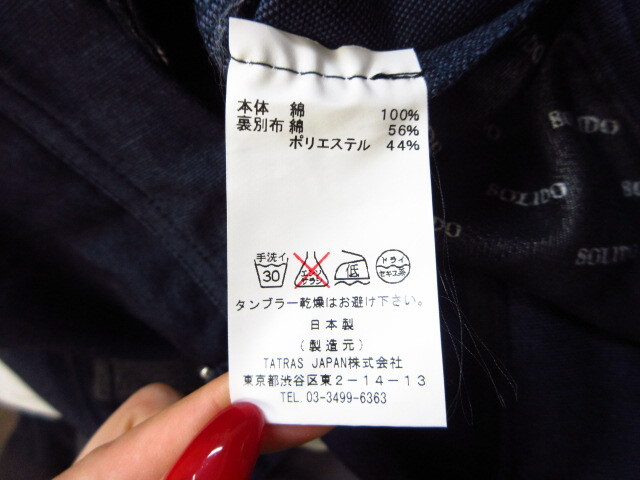 本体 綿 100%
裏別布 綿 56%
ポリエステル 44%
手洗イ
30
エンソ
サラシ
低
ドライ
セキユ系
タンブラー乾燥はお避け下さい。
日本製
(製造元)
TATRAS JAPAN株式会社
東京都渋谷区東2-14-13
TEL. 03-3499-6363
SOLIDO
SOLIDO
SOLIDO